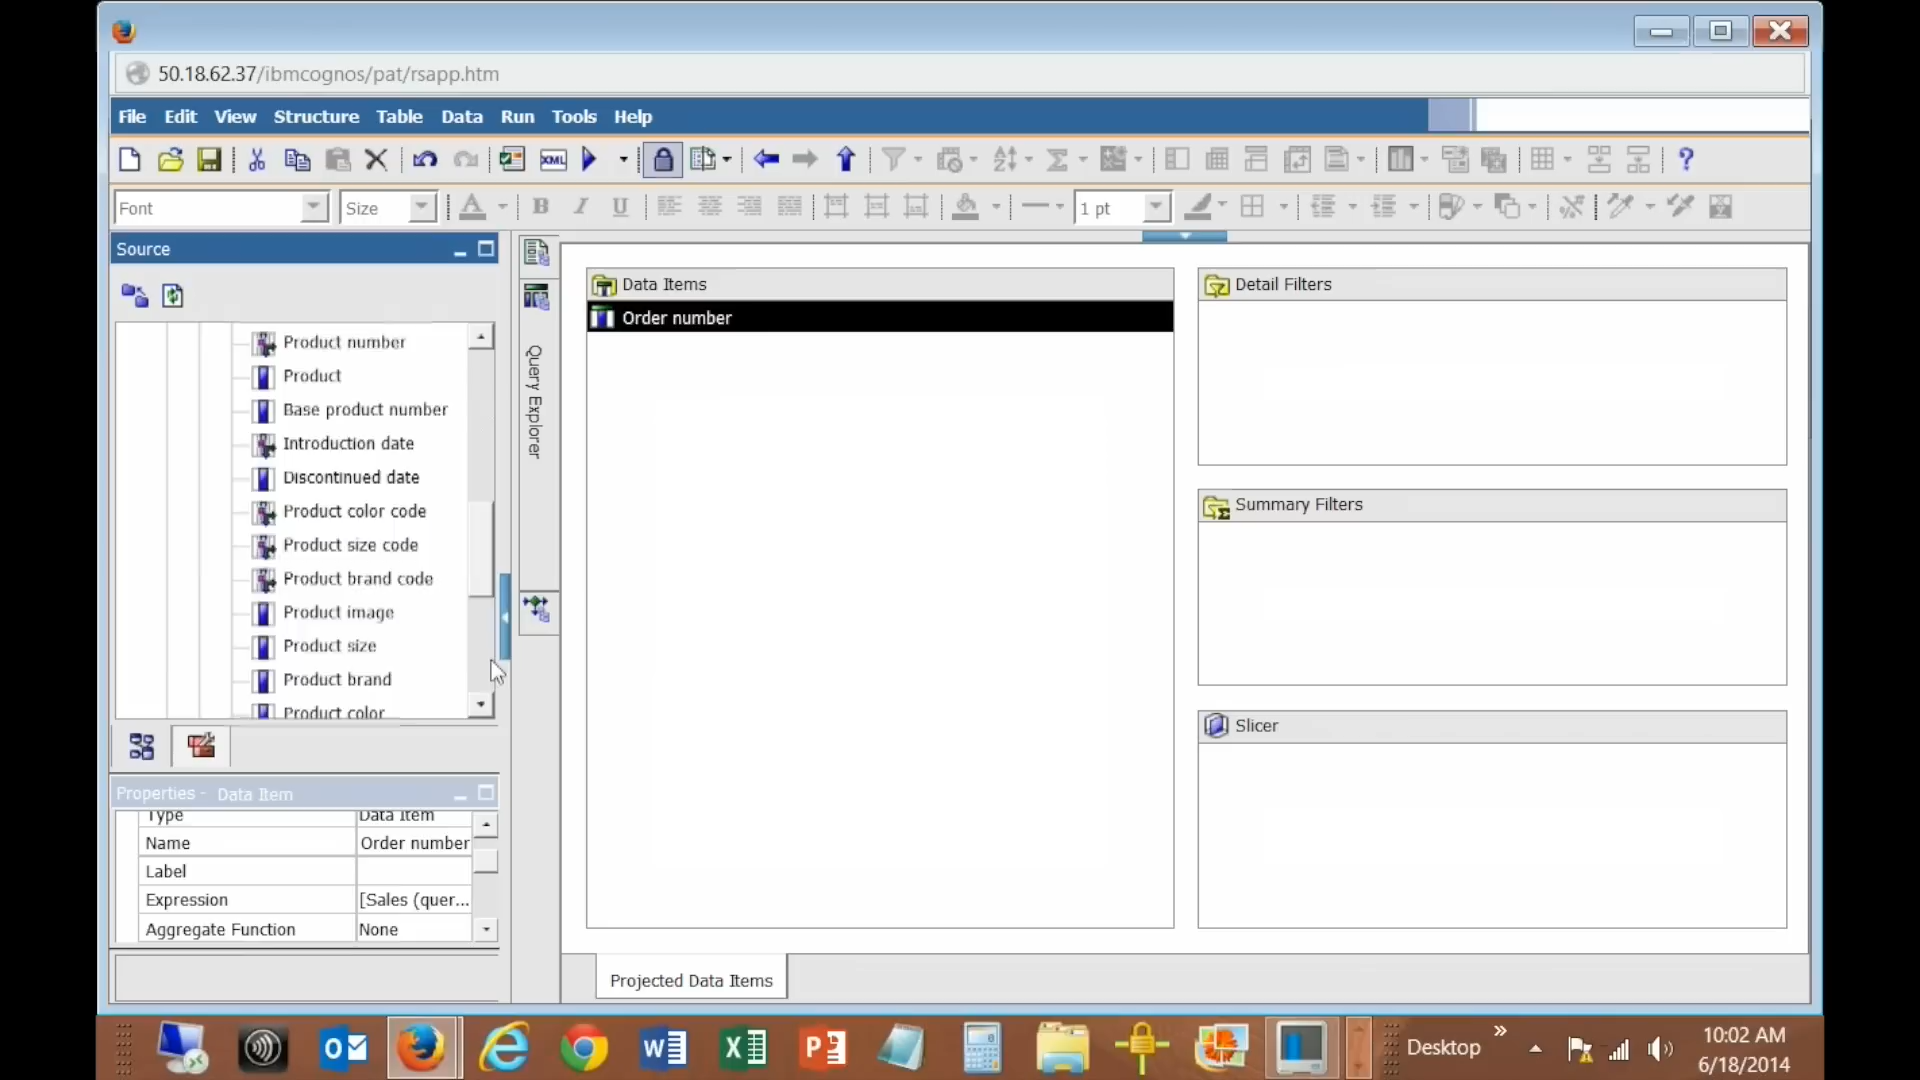 50.18.62.37/ibmcognos/pat/rsapp.htm
File Edit View Structure Table Data Run Tools Help
XML
Font Size A B I U 1 pt
Source
Product number
Product
Base product number
Introduction date
Discontinued date
Product color code
Product size code
Product brand code
Product image
Product size
Product brand
Product color
Query Explorer
Data Items
Order number
Detail Filters
Summary Filters
Slicer
Properties - Data Item
Type Data Item
Name Order number
Label
Expression [Sales (quer...
Aggregate Function None
Projected Data Items
Desktop
10:02 AM
6/18/2014